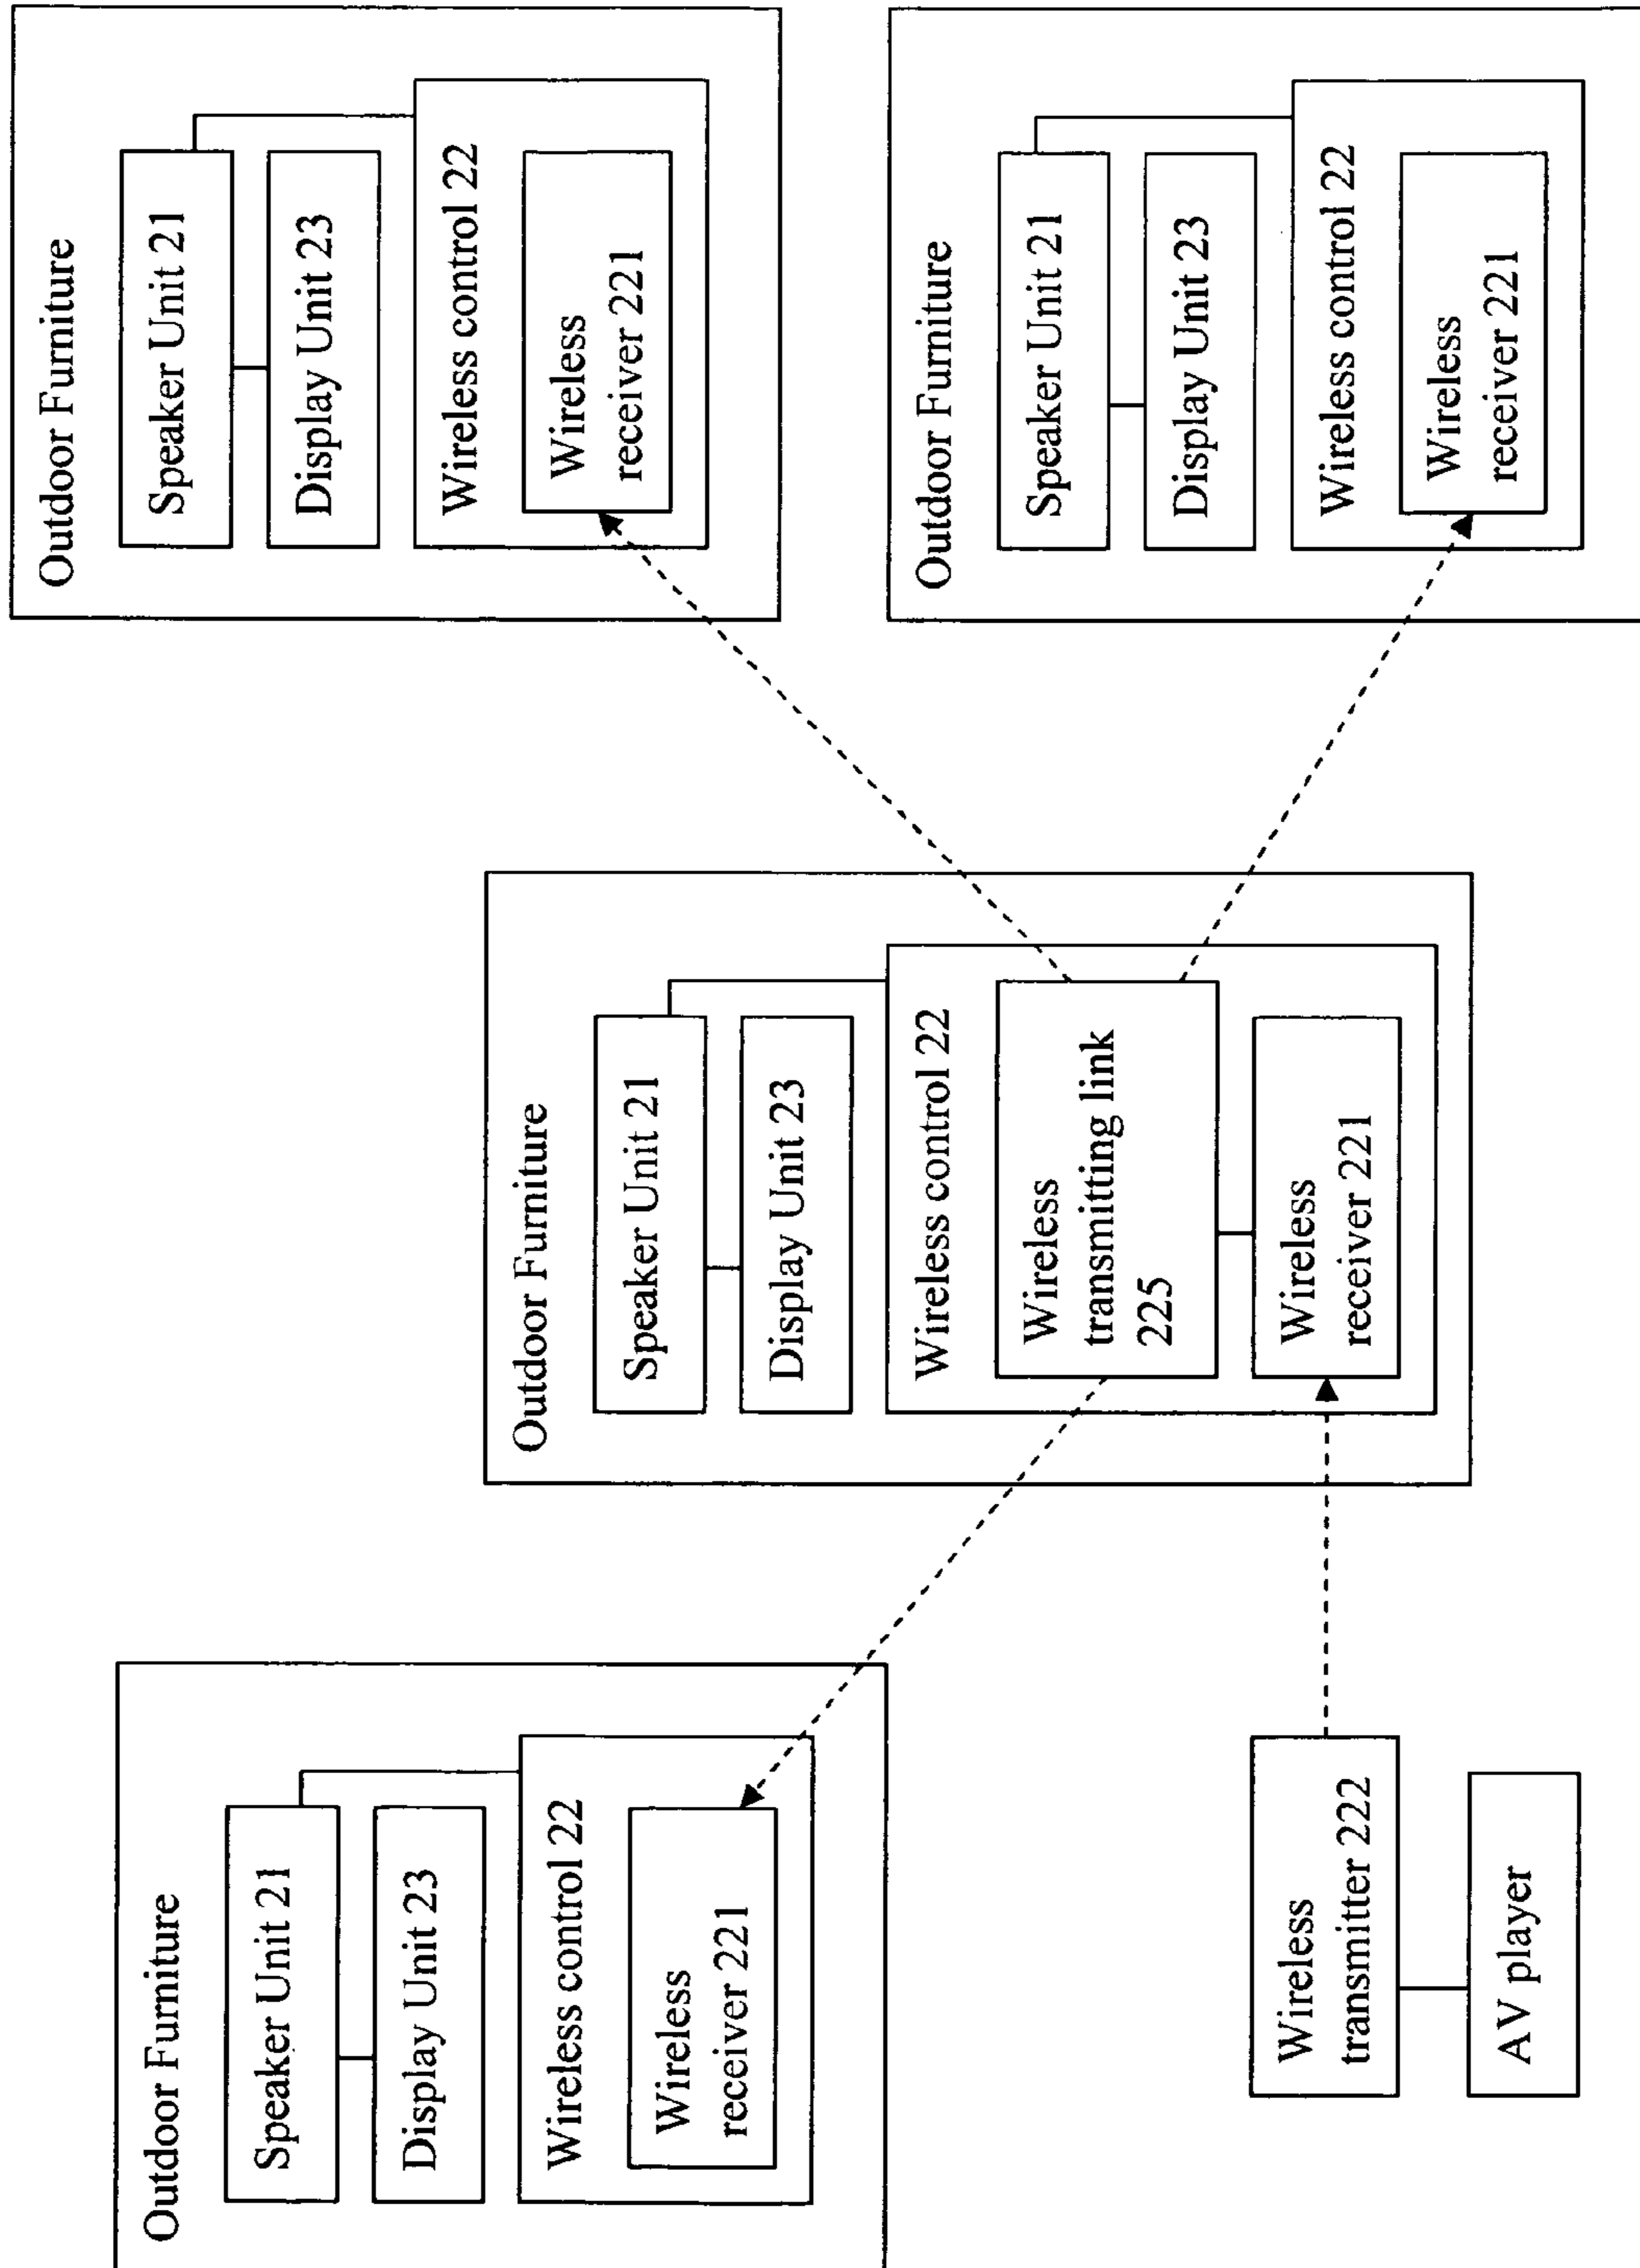 Outdoor Furniture
Speaker Unit 21
Display Unit 23
Wireless control 22
Wireless
receiver 221
Wireless
transmitter 222
AV player
Outdoor Furniture
Speaker Unit 21
Display Unit 23
Wireless control 22
Wireless
transmitting link
225
Wireless
receiver 221
Outdoor Furniture
Speaker Unit 21
Display Unit 23
Wireless control 22
Wireless
receiver 221
Outdoor Furniture
Speaker Unit 21
Display Unit 23
Wireless control 22
Wireless
receiver 221